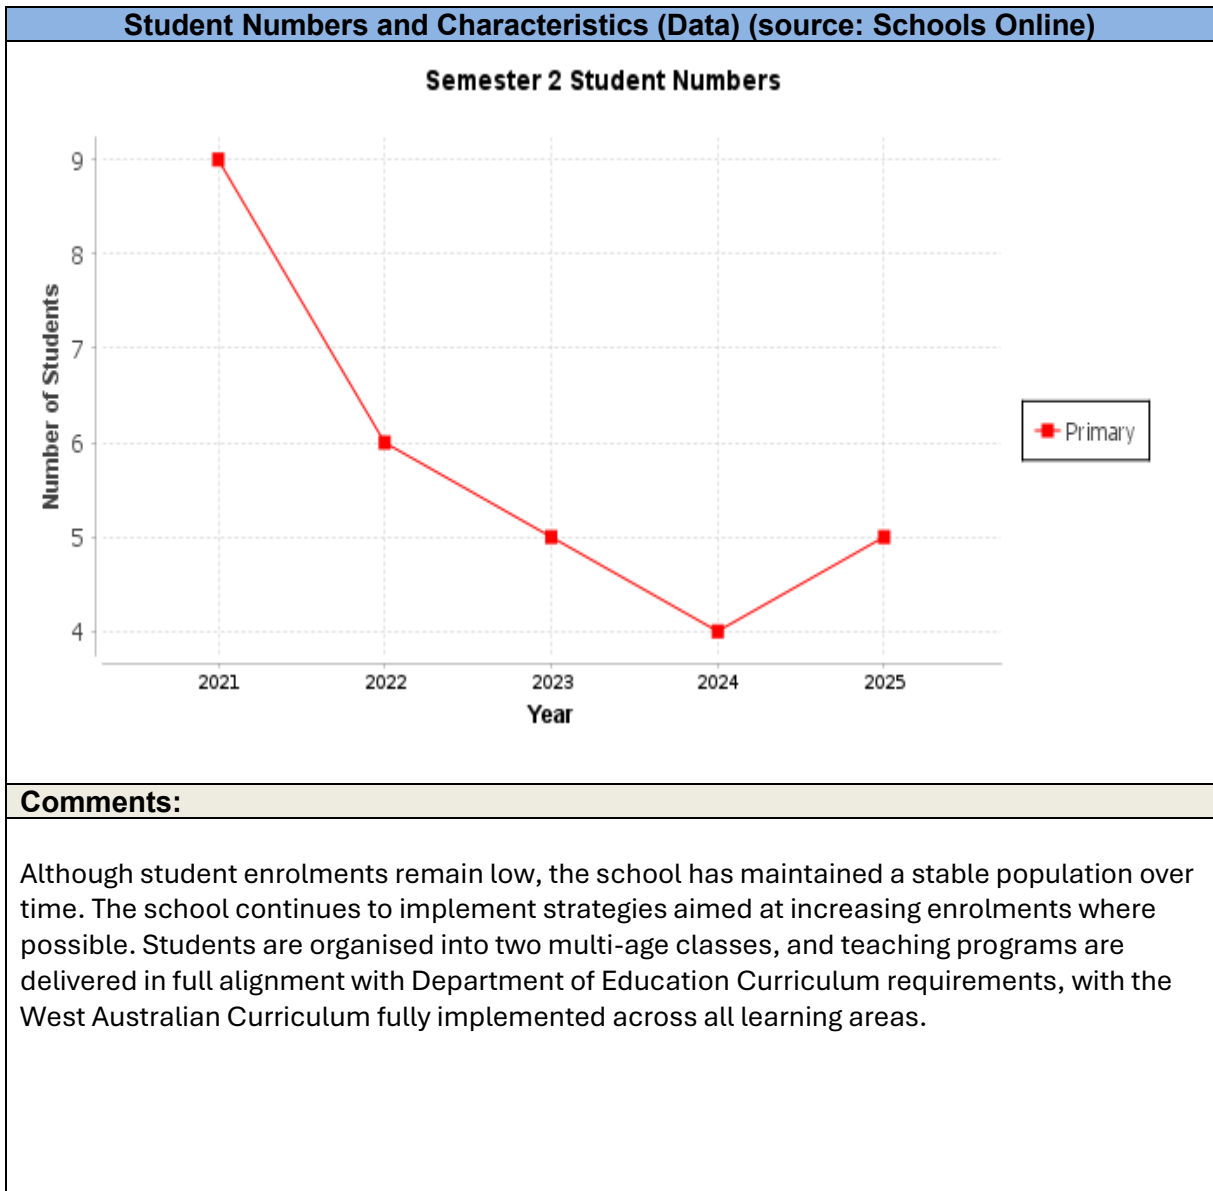 Student Numbers and Characteristics (Data) (source: Schools Online)
Semester 2 Student Numbers
Number of Students
9
8
7
6
5
4
2021 2022 2023 2024 2025
Year
Primary
Comments:
Although student enrolments remain low, the school has maintained a stable population over
time. The school continues to implement strategies aimed at increasing enrolments where
possible. Students are organised into two multi-age classes, and teaching programs are
delivered in full alignment with Department of Education Curriculum requirements, with the
West Australian Curriculum fully implemented across all learning areas.